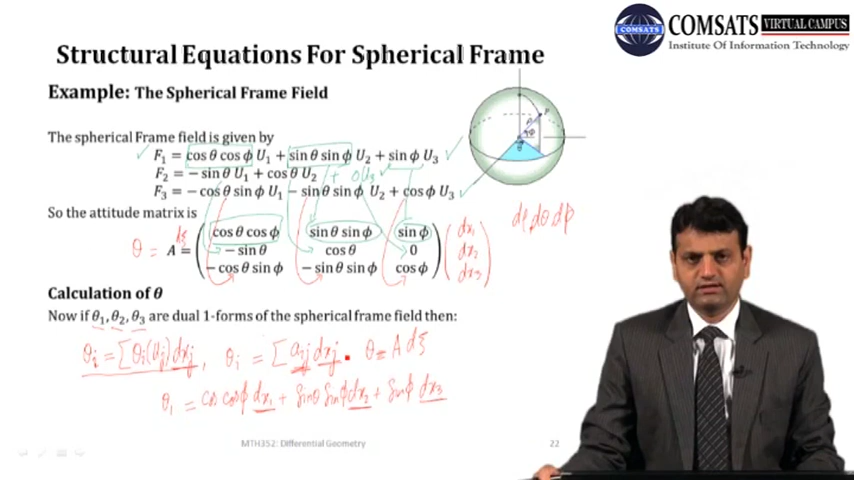 COMSATS VIRTUAL CAMPUS
Institute Of Information Technology
Structural Equations For Spherical Frame
Example: The Spherical Frame Field
The spherical Frame field is given by
F₁ = cos θ cos ϕ U₁ + sin θ sin ϕ U₂ + sin ϕ U₃
F₂ = − sin θ U₁ + cos θ U₂ + 0U₃
F₃ = − cos θ sin ϕ U₁ − sin θ sin ϕ U₂ + cos ϕ U₃
So the attitude matrix is
cos θ cos ϕ sin θ sin ϕ sin ϕ dx₁
θ = A dξ = − sin θ cos θ 0 dx₂
− cos θ sin ϕ − sin θ sin ϕ cos ϕ dx₃
dρ dθ dϕ
Calculation of θ
Now if θ₁, θ₂, θ₃ are dual 1-forms of the spherical frame field then:
θᵢ = Σ θᵢ(Uⱼ) dxⱼ, θᵢ = Σ aᵢⱼ dxⱼ. θ = A dξ
θ₁ = cos cosϕ dx₁ + sinθ sinϕ dx₂ + sinϕ dx₃
MTH352: Differential Geometry
22